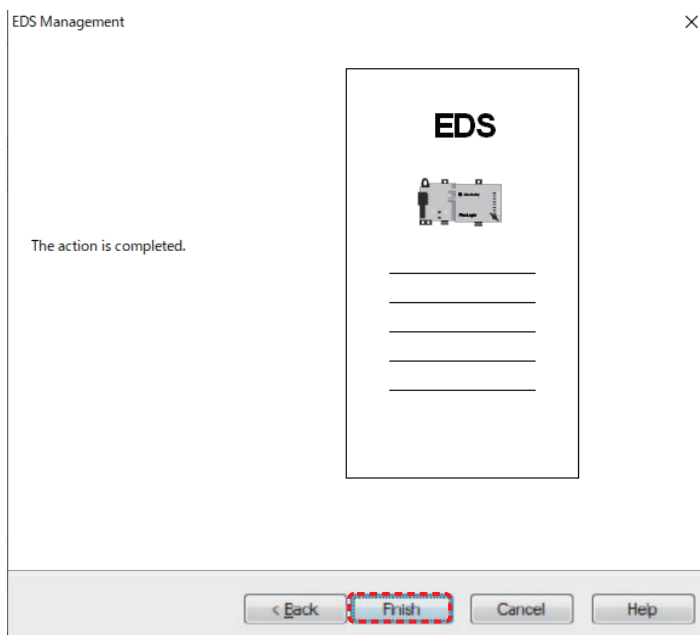 EDS Management
EDS
The action is completed.
< Back
Finish
Cancel
Help